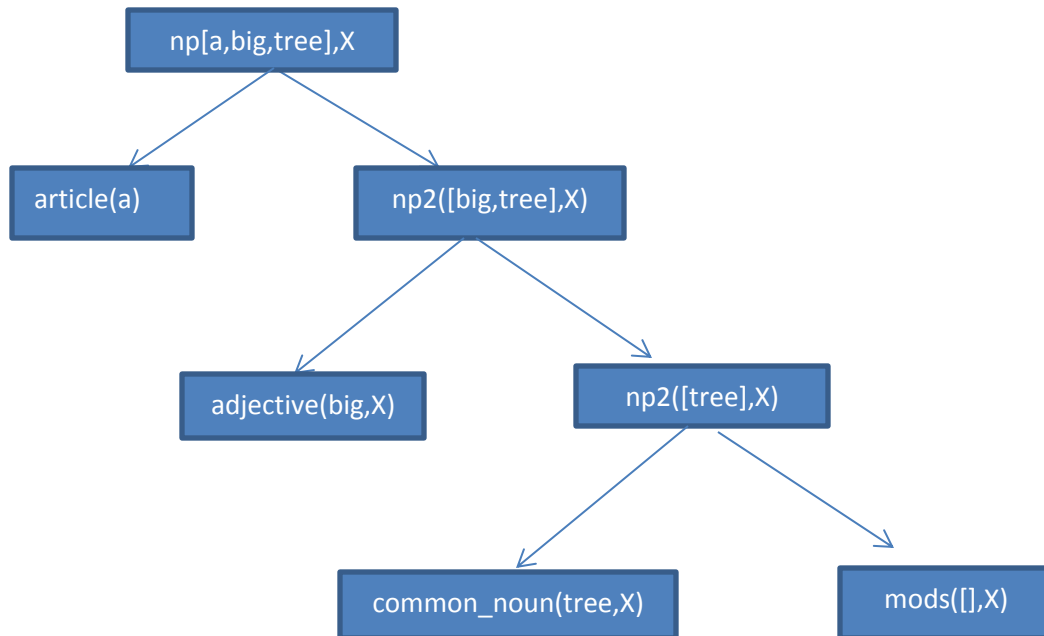 np[a,big,tree],X
article(a)
np2([big,tree],X)
adjective(big,X)
np2([tree],X)
common_noun(tree,X)
mods([],X)